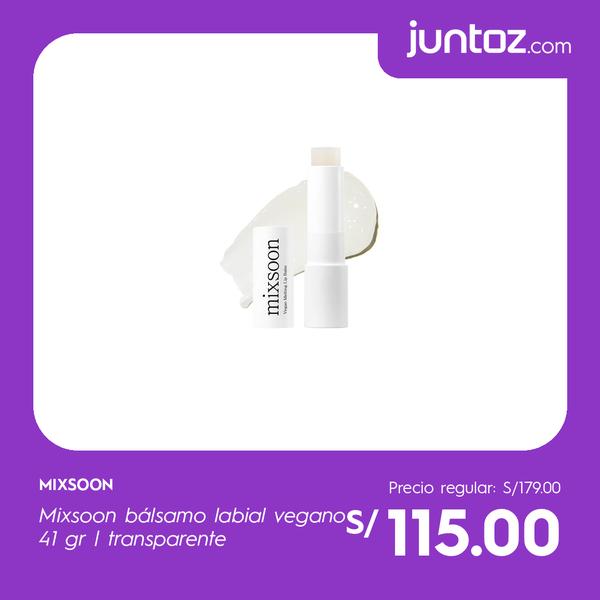 juntoz.com
mixsoon
Vegan Melting Lip Balm
MIXSOON
Mixsoon bálsamo labial vegano
41 gr | transparente
Precio regular: S/179.00
S/ 115.00